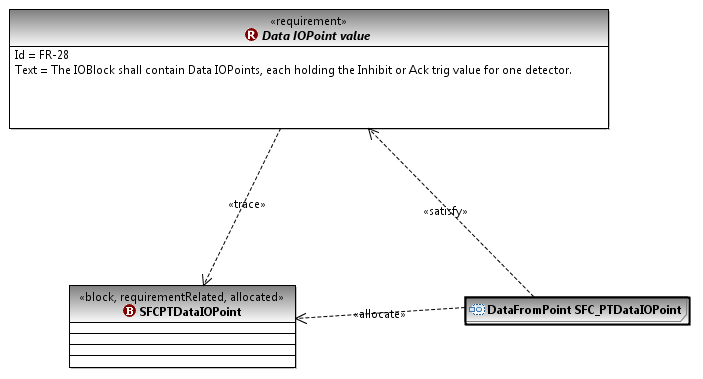 «requirement»
R Data IOPoint value
Id = FR-28
Text = The IOBlock shall contain Data IOPoints, each holding the Inhibit or Ack trig value for one detector.
«trace»
«satisfy»
«block, requirementRelated, allocated»
B SFCPTDataIOPoint
«allocate»
DataFromPoint SFC_PTDataIOPoint